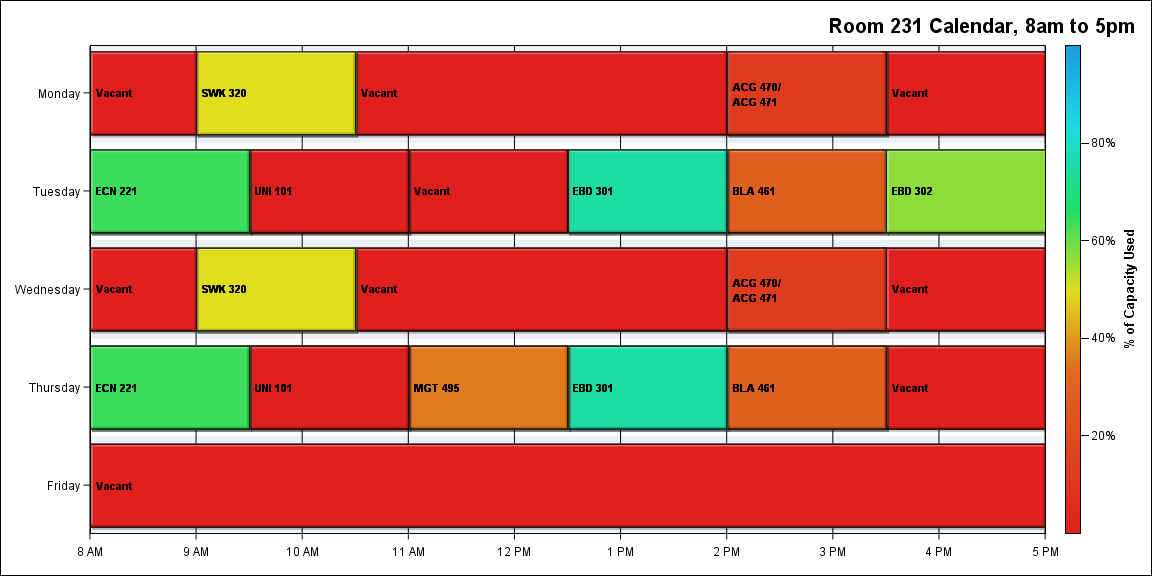 Room 231 Calendar, 8am to 5pm
Monday
Vacant
SWK 320
Vacant
ACG 470/
ACG 471
Vacant
Tuesday
ECN 221
UNI 101
Vacant
EBD 301
BLA 461
EBD 302
Wednesday
Vacant
SWK 320
Vacant
ACG 470/
ACG 471
Vacant
Thursday
ECN 221
UNI 101
MGT 495
EBD 301
BLA 461
Vacant
Friday
Vacant
8 AM
9 AM
10 AM
11 AM
12 PM
1 PM
2 PM
3 PM
4 PM
5 PM
80%
60%
40%
20%
% of Capacity Used